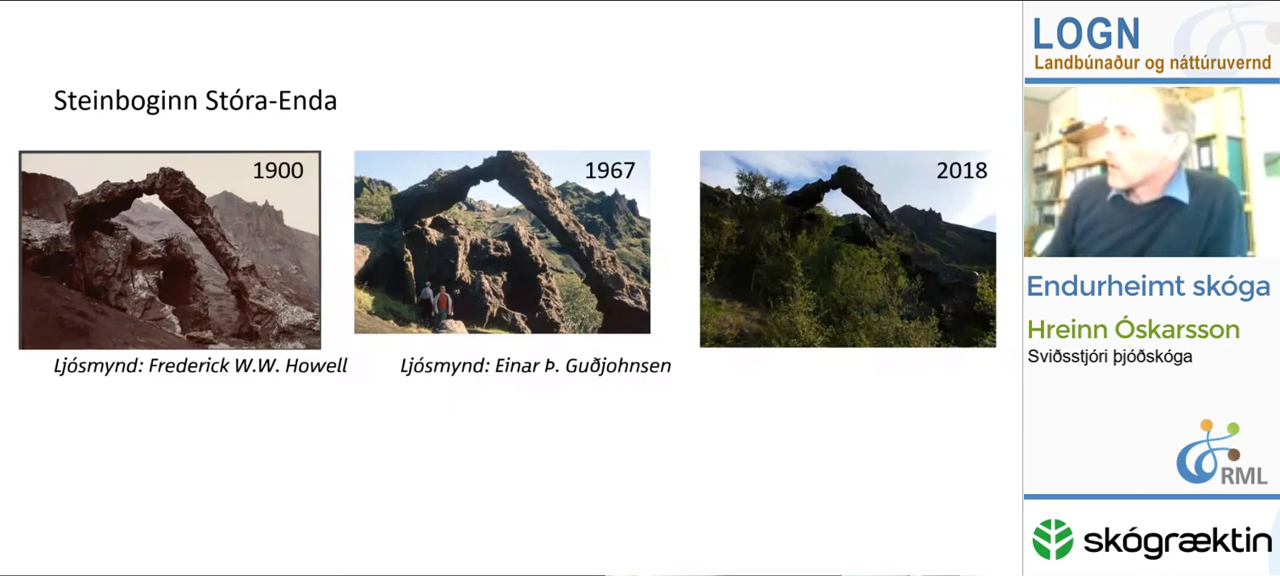 Steinboginn Stóra-Enda
1900
1967
2018
Ljósmynd: Frederick W.W. Howell
Ljósmynd: Einar Þ. Guðjohnsen
LOGN
Landbúnaður og náttúruvernd
Endurheimt skóga
Hreinn Óskarsson
Sviðsstjóri þjóðskóga
RML
skógræktin